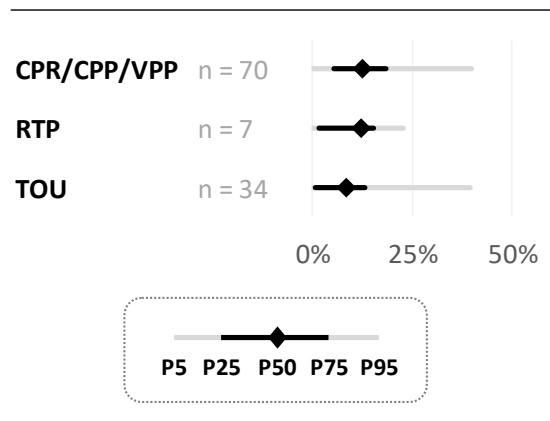 CPR/CPP/VPP n = 70
RTP n = 7
TOU n = 34
0% 25% 50%
P5 P25 P50 P75 P95